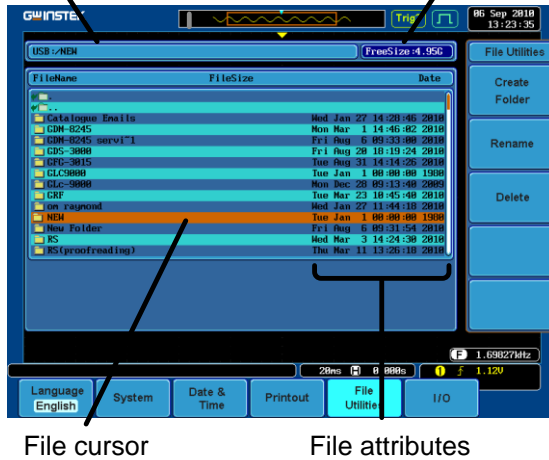 GWINSTEK
Trig'd
06 Sep 2010
13:23:35
USB:/NEW
FreeSize:4.95G
File Utilities
FileName FileSize Date
.
..
Catalogue Emails Wed Jan 27 14:20:46 2010
GDM-8245 Mon Mar 1 14:46:02 2010
GDM-8245 servi~1 Fri Aug 6 09:33:00 2010
GDS-3000 Fri Aug 20 18:19:24 2010
GFG-3015 Tue Aug 31 14:14:26 2010
GLC9000 Tue Jan 1 00:00:00 1980
GLc-9000 Mon Dec 28 09:13:40 2009
GRF Tue Mar 23 10:45:40 2010
on raymond Wed Jan 27 11:44:18 2010
NEW Tue Jan 1 00:00:00 1980
New Folder Fri Aug 6 09:31:54 2010
RS Wed Mar 3 14:24:30 2010
RS(proofreading) Thu Mar 11 13:26:18 2010
Create
Folder
Rename
Delete
F 1.69827kHz
20ms H 0.000s 1 1.12V
Language
English
System
Date &
Time
Printout
File
Utilities
I/O
File cursor
File attributes